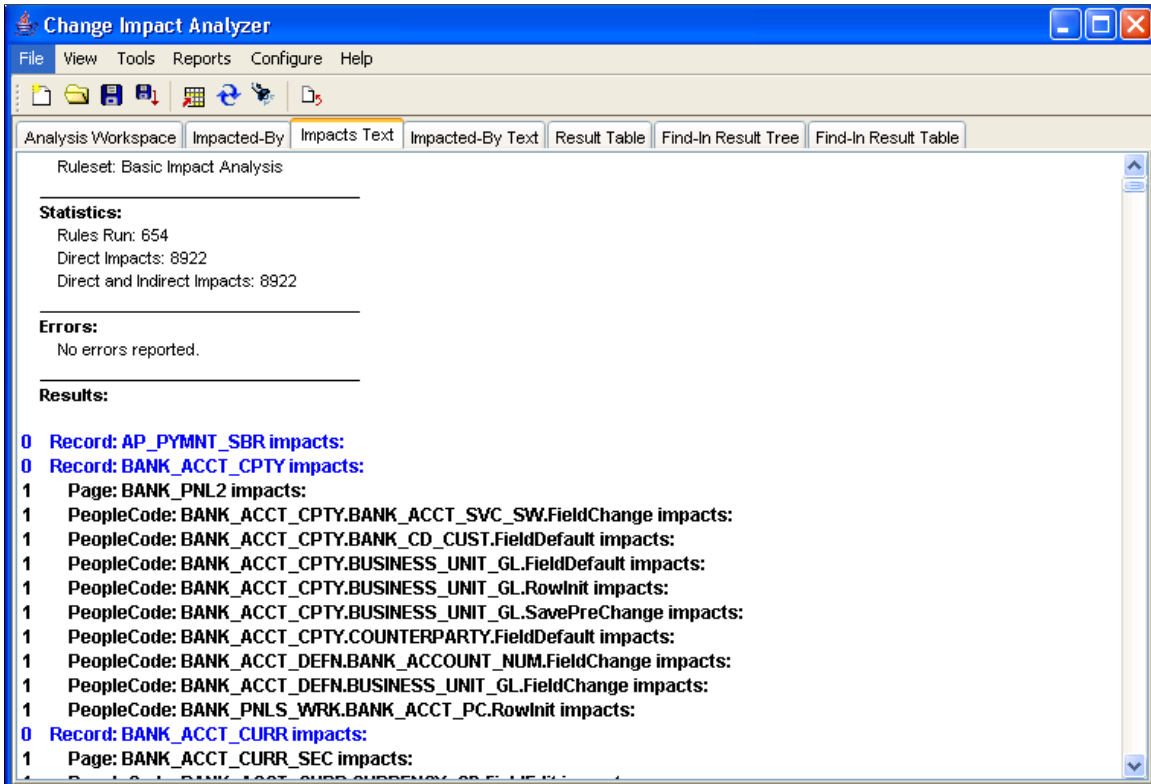 Change Impact Analyzer
File View Tools Reports Configure Help
Analysis Workspace Impacted-By Impacts Text Impacted-By Text Result Table Find-In Result Tree Find-In Result Table
Ruleset: Basic Impact Analysis
Statistics:
Rules Run: 654
Direct Impacts: 8922
Direct and Indirect Impacts: 8922
Errors:
No errors reported.
Results:
0 Record: AP_PYMNT_SBR impacts:
0 Record: BANK_ACCT_CPTY impacts:
1 Page: BANK_PNL2 impacts:
1 PeopleCode: BANK_ACCT_CPTY.BANK_ACCT_SVC_SW.FieldChange impacts:
1 PeopleCode: BANK_ACCT_CPTY.BANK_CD_CUST.FieldDefault impacts:
1 PeopleCode: BANK_ACCT_CPTY.BUSINESS_UNIT_GL.FieldDefault impacts:
1 PeopleCode: BANK_ACCT_CPTY.BUSINESS_UNIT_GL.RowInit impacts:
1 PeopleCode: BANK_ACCT_CPTY.BUSINESS_UNIT_GL.SavePreChange impacts:
1 PeopleCode: BANK_ACCT_CPTY.COUNTERPARTY.FieldDefault impacts:
1 PeopleCode: BANK_ACCT_DEFN.BANK_ACCOUNT_NUM.FieldChange impacts:
1 PeopleCode: BANK_ACCT_DEFN.BUSINESS_UNIT_GL.FieldChange impacts:
1 PeopleCode: BANK_PNLS_WRK.BANK_ACCT_PC.RowInit impacts:
0 Record: BANK_ACCT_CURR impacts:
1 Page: BANK_ACCT_CURR_SEC impacts: